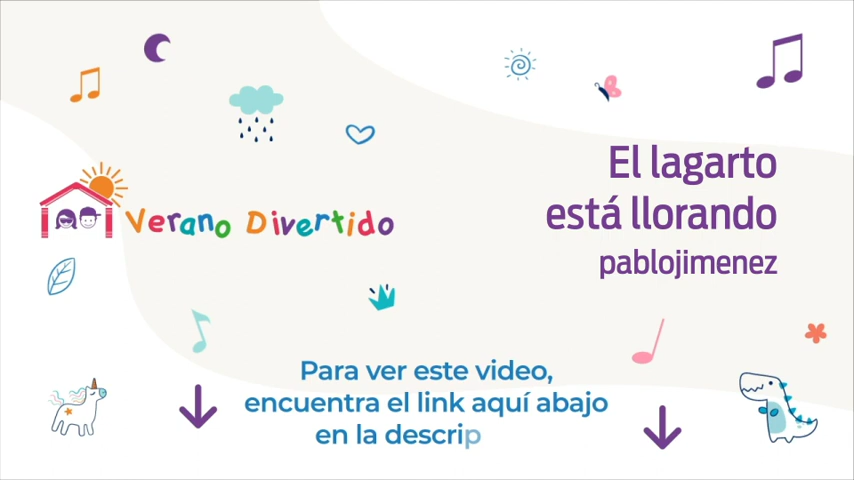 El lagarto
está llorando
pablojimenez
Verano Divertido
Para ver este video,
encuentra el link aquí abajo
en la descrip